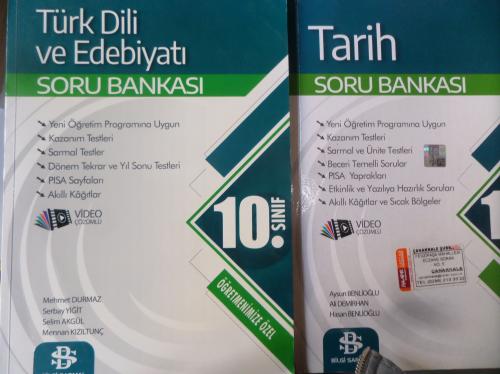 Türk Dili
ve Edebiyatı
SORU BANKASI
Yeni Öğretim Programına Uygun
Kazanım Testleri
Sarmal Testler
Dönem Tekrar ve Yıl Sonu Testleri
PISA Sayfaları
Akıllı Kâğıtlar
VİDEO
ÇÖZÜMLÜ
10. SINIF
ÖĞRETMENİMİZE ÖZEL
Mehmet DURMAZ
Serbay YİĞİT
Selim AKGÜL
Mennan KIZILTUNÇ
Tarih
SORU BANKASI
Yeni Öğretim Programına Uygun
Kazanım Testleri
Sarmal ve Ünite Testleri
Beceri Temelli Sorular
PISA Yaprakları
Etkinlik ve Yazılıya Hazırlık Soruları
Akıllı Kâğıtlar ve Sıcak Bölgeler
VİDEO
ÇÖZÜMLÜ
1
ÇANAKKALE
Aysun BENLİOĞLU
Ali DEMİRHAN
Hasan BENLİOĞLU
BİLGİ